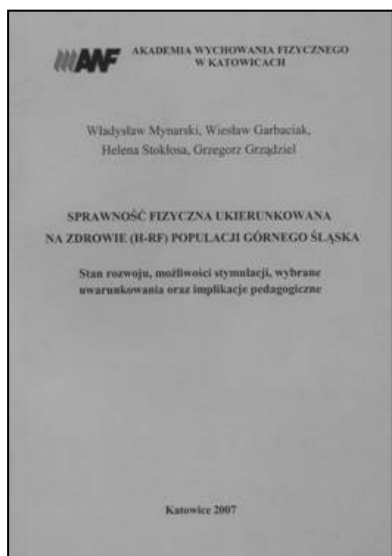 AWF AKADEMIA WYCHOWANIA FIZYCZNEGO
W KATOWICACH
Władysław Mynarski, Wiesław Garbaciak,
Helena Stokłosa, Grzegorz Grządziel
SPRAWNOŚĆ FIZYCZNA UKIERUNKOWANA
NA ZDROWIE (H-RF) POPULACJI GÓRNEGO ŚLĄSKA
Stan rozwoju, możliwości stymulacji, wybrane
uwarunkowania oraz implikacje pedagogiczne
Katowice 2007